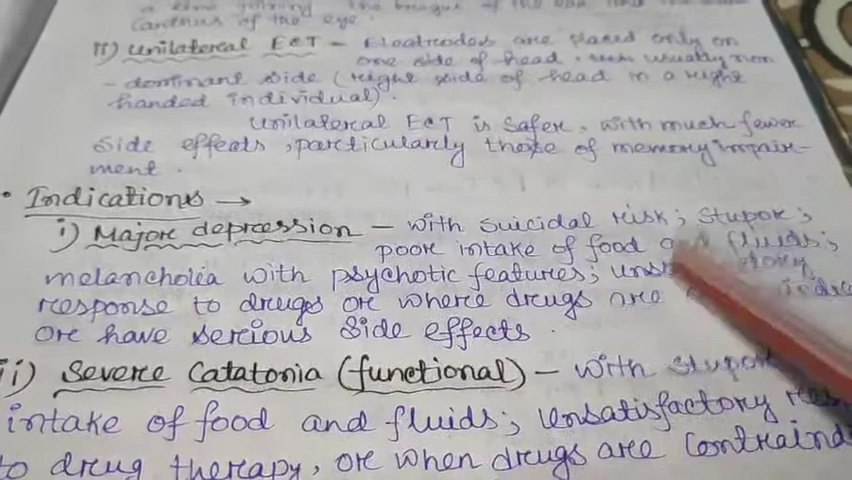 Canthus of the eye.
ii) Unilateral ECT - Electrodes are placed only on
one side of head, usually non
- dominant side (right side of head in a right
handed individual).
Unilateral ECT is safer, with much fewer
side effects, particularly those of memory impair-
ment.
• Indications →
i) Major depression - with suicidal risk; stupor;
poor intake of food and fluids;
melancholia with psychotic features;
response to drugs or where drugs are
or have serious side effects.
ii) Severe Catatonia (functional) - with stupor
intake of food and fluids; unsatisfactory
to drug therapy, or when drugs are